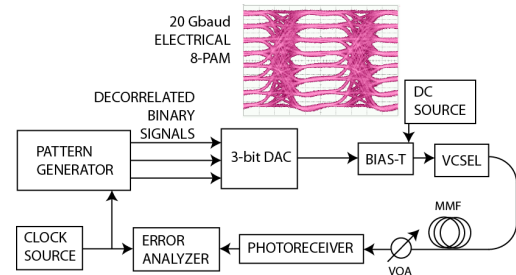 20 Gbaud
ELECTRICAL
8-PAM
DECORRELATED
BINARY
SIGNALS
DC
SOURCE
PATTERN
GENERATOR
3-bit DAC
BIAS-T
VCSEL
MMF
CLOCK
SOURCE
ERROR
ANALYZER
PHOTORECEIVER
VOA